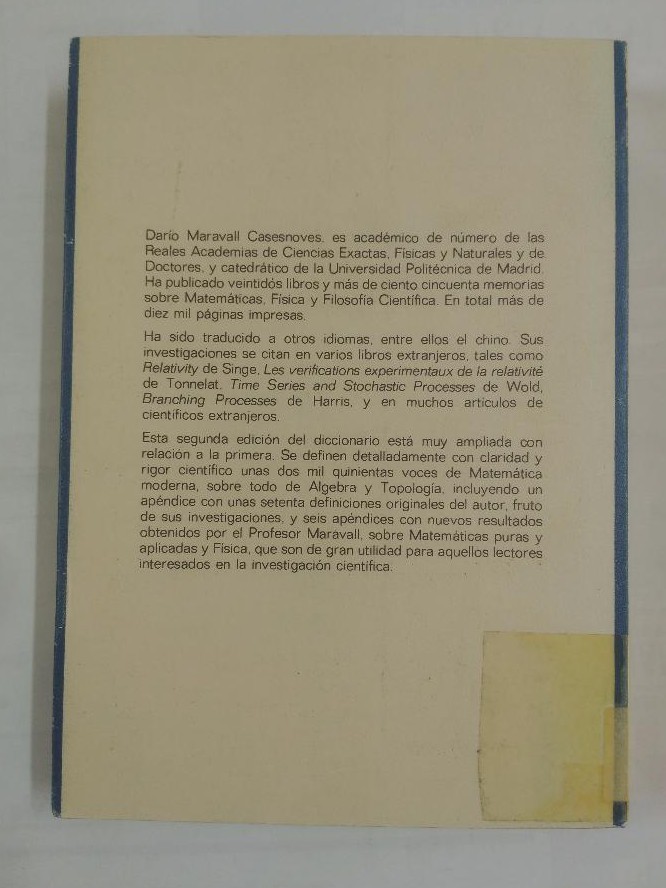 Darío Maravall Casesnoves, es académico de número de las
Reales Academias de Ciencias Exactas, Físicas y Naturales y de
Doctores, y catedrático de la Universidad Politécnica de Madrid.
Ha publicado veintidós libros y más de ciento cincuenta memorias
sobre Matemáticas, Física y Filosofía Científica. En total más de
diez mil páginas impresas.
Ha sido traducido a otros idiomas, entre ellos el chino. Sus
investigaciones se citan en varios libros extranjeros, tales como
Relativity de Singe, Les verifications experimentaux de la relativité
de Tonnelat, Time Series and Stochastic Processes de Wold,
Branching Processes de Harris, y en muchos artículos de
científicos extranjeros.
Esta segunda edición del diccionario está muy ampliada con
relación a la primera. Se definen detalladamente con claridad y
rigor científico unas dos mil quinientas voces de Matemática
moderna, sobre todo de Algebra y Topología, incluyendo un
apéndice con unas setenta definiciones originales del autor, fruto
de sus investigaciones, y seis apéndices con nuevos resultados
obtenidos por el Profesor Maravall, sobre Matemáticas puras y
aplicadas y Física, que son de gran utilidad para aquellos lectores
interesados en la investigación científica.